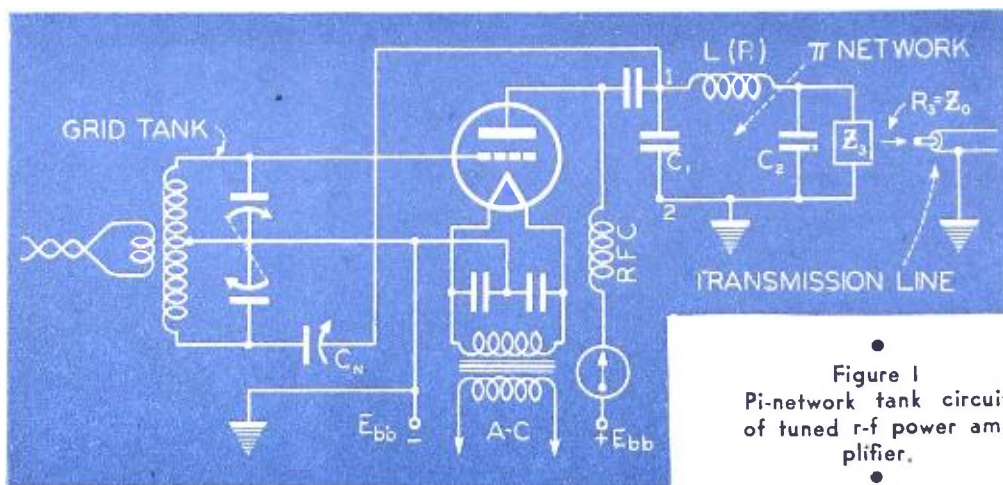 L (R) π NETWORK
GRID TANK
1
R₃=Z₀
C₁
C₂
Z₃
2
RFC
TRANSMISSION LINE
Cₙ
Ebb
−
A-C
+ Ebb
Figure 1
Pi-network tank circuit
of tuned r-f power am-
plifier.